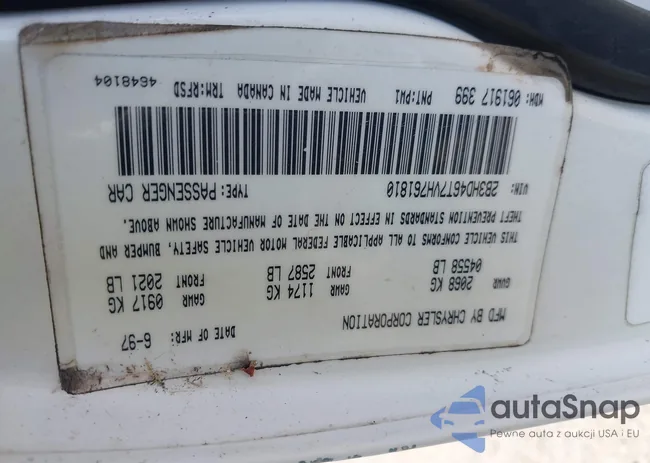 MFD BY CHRYSLER CORPORATION
DATE OF MFR: 6-97
GVWR 2068 KG 04558 LB
GAWR FRONT 1174 KG 2587 LB
GAWR FRONT 0917 KG 2021 LB
THIS VEHICLE CONFORMS TO ALL APPLICABLE FEDERAL MOTOR VEHICLE SAFETY, BUMPER AND
THEFT PREVENTION STANDARDS IN EFFECT ON THE DATE OF MANUFACTURE SHOWN ABOVE.
VIN: 2B3HD46T7VH761810 TYPE: PASSENGER CAR
MDH: 061917 399 PNT:PW1 VEHICLE MADE IN CANADA TRM:RFSD 4648104
autaSnap
Pewne auta z aukcji USA i EU